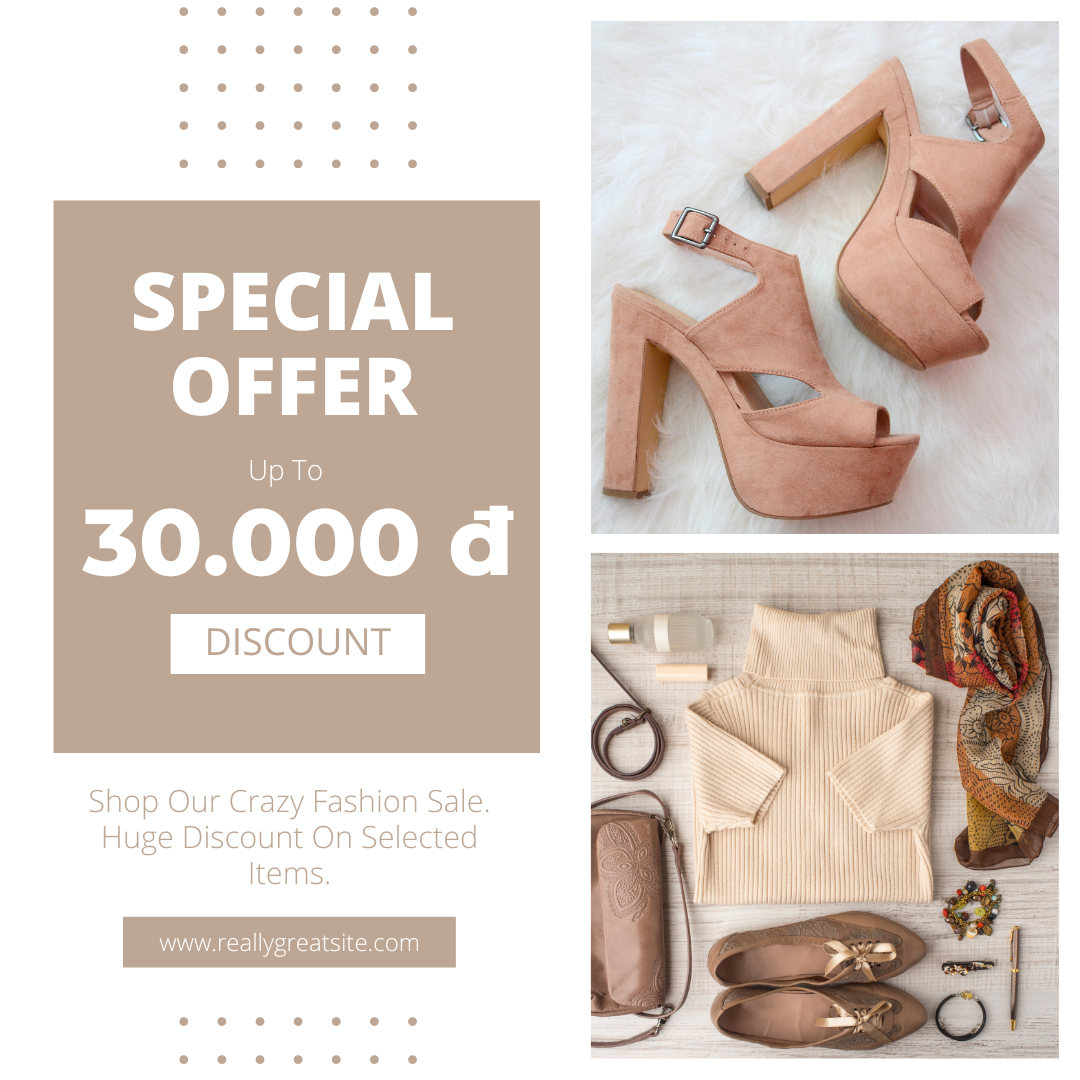 SPECIAL
OFFER
Up To
30.000 đ
DISCOUNT
Shop Our Crazy Fashion Sale.
Huge Discount On Selected
Items.
www.reallygreatsite.com